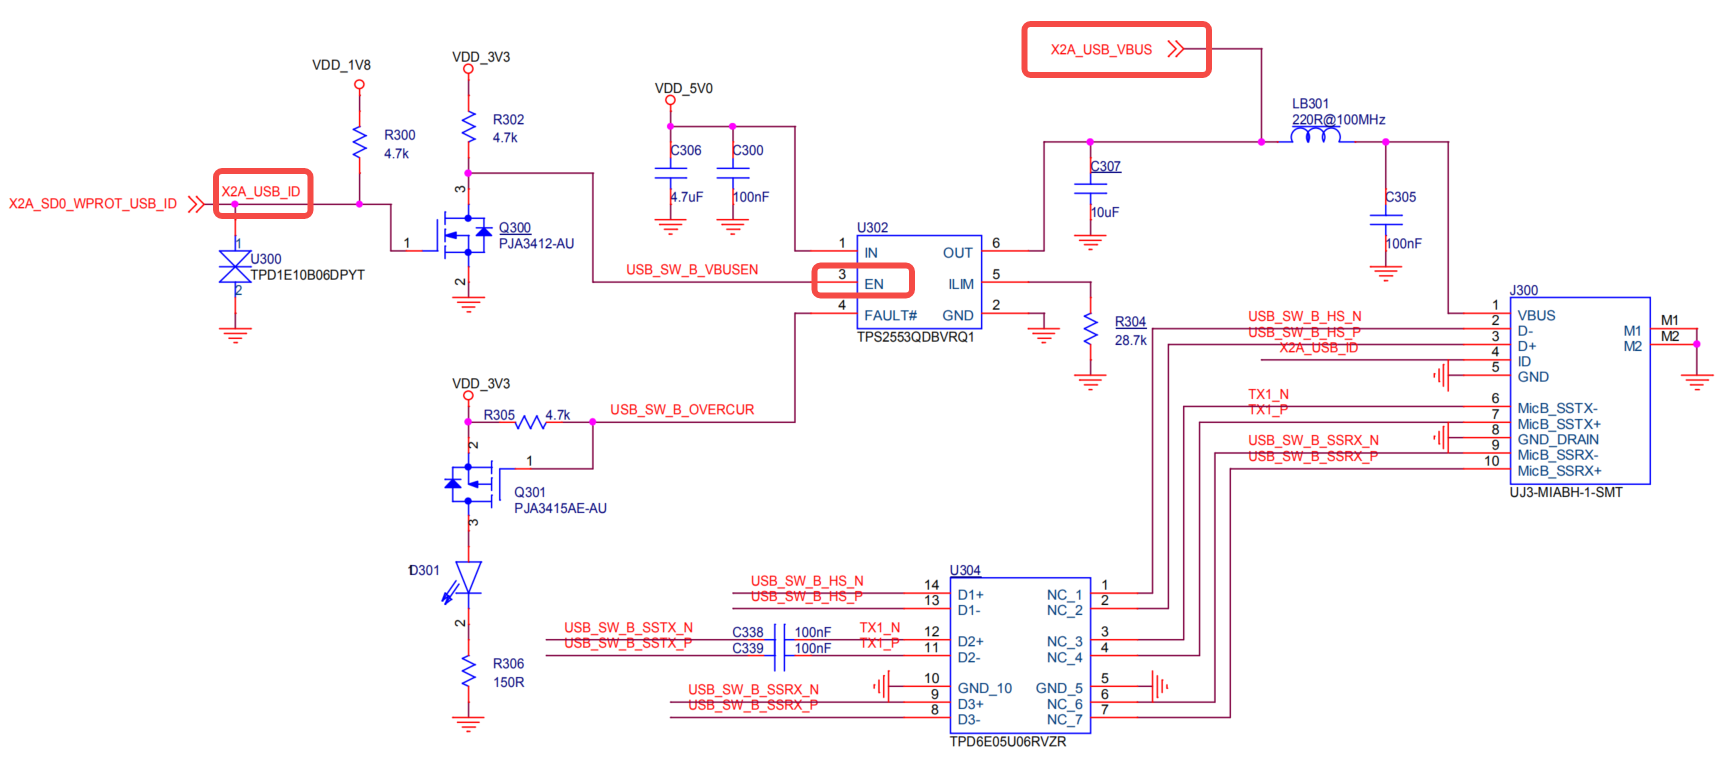 X2A_USB_VBUS
VDD_1V8
VDD_3V3
VDD_5V0
LB301
220R@100MHz
R300
4.7k
R302
4.7k
C306
4.7uF
C300
100nF
C307
10uF
C305
100nF
X2A_SD0_WPROT_USB_ID
X2A_USB_ID
3
1
2
Q300
PJA3412-AU
1
U300
TPD1E10B06DPYT
2
USB_SW_B_VBUSEN
U302
1
IN
OUT
6
3
EN
ILIM
5
4
FAULT#
GND
2
TPS2553QDBVRQ1
R304
28.7k
J300
USB_SW_B_HS_N
USB_SW_B_HS_P
X2A_USB_ID
TX1_N
TX1_P
USB_SW_B_SSRX_N
USB_SW_B_SSRX_P
1
VBUS
2
D-
3
D+
4
ID
5
GND
6
MicB_SSTX-
7
MicB_SSTX+
8
GND_DRAIN
9
MicB_SSRX-
10
MicB_SSRX+
M1
M1
M2
M2
UJ3-MIABH-1-SMT
VDD_3V3
R305
4.7k
USB_SW_B_OVERCUR
2
1
Q301
PJA3415AE-AU
3
1
D301
2
R306
150R
U304
USB_SW_B_HS_N
14
D1+
NC_1
1
USB_SW_B_HS_P
13
D1-
NC_2
2
USB_SW_B_SSTX_N
C338
100nF
TX1_N
12
D2+
NC_3
3
USB_SW_B_SSTX_P
C339
100nF
TX1_P
11
D2-
NC_4
4
10
GND_10
GND_5
5
USB_SW_B_SSRX_N
9
D3+
NC_6
6
USB_SW_B_SSRX_P
8
D3-
NC_7
7
TPD6E05U06RVZR